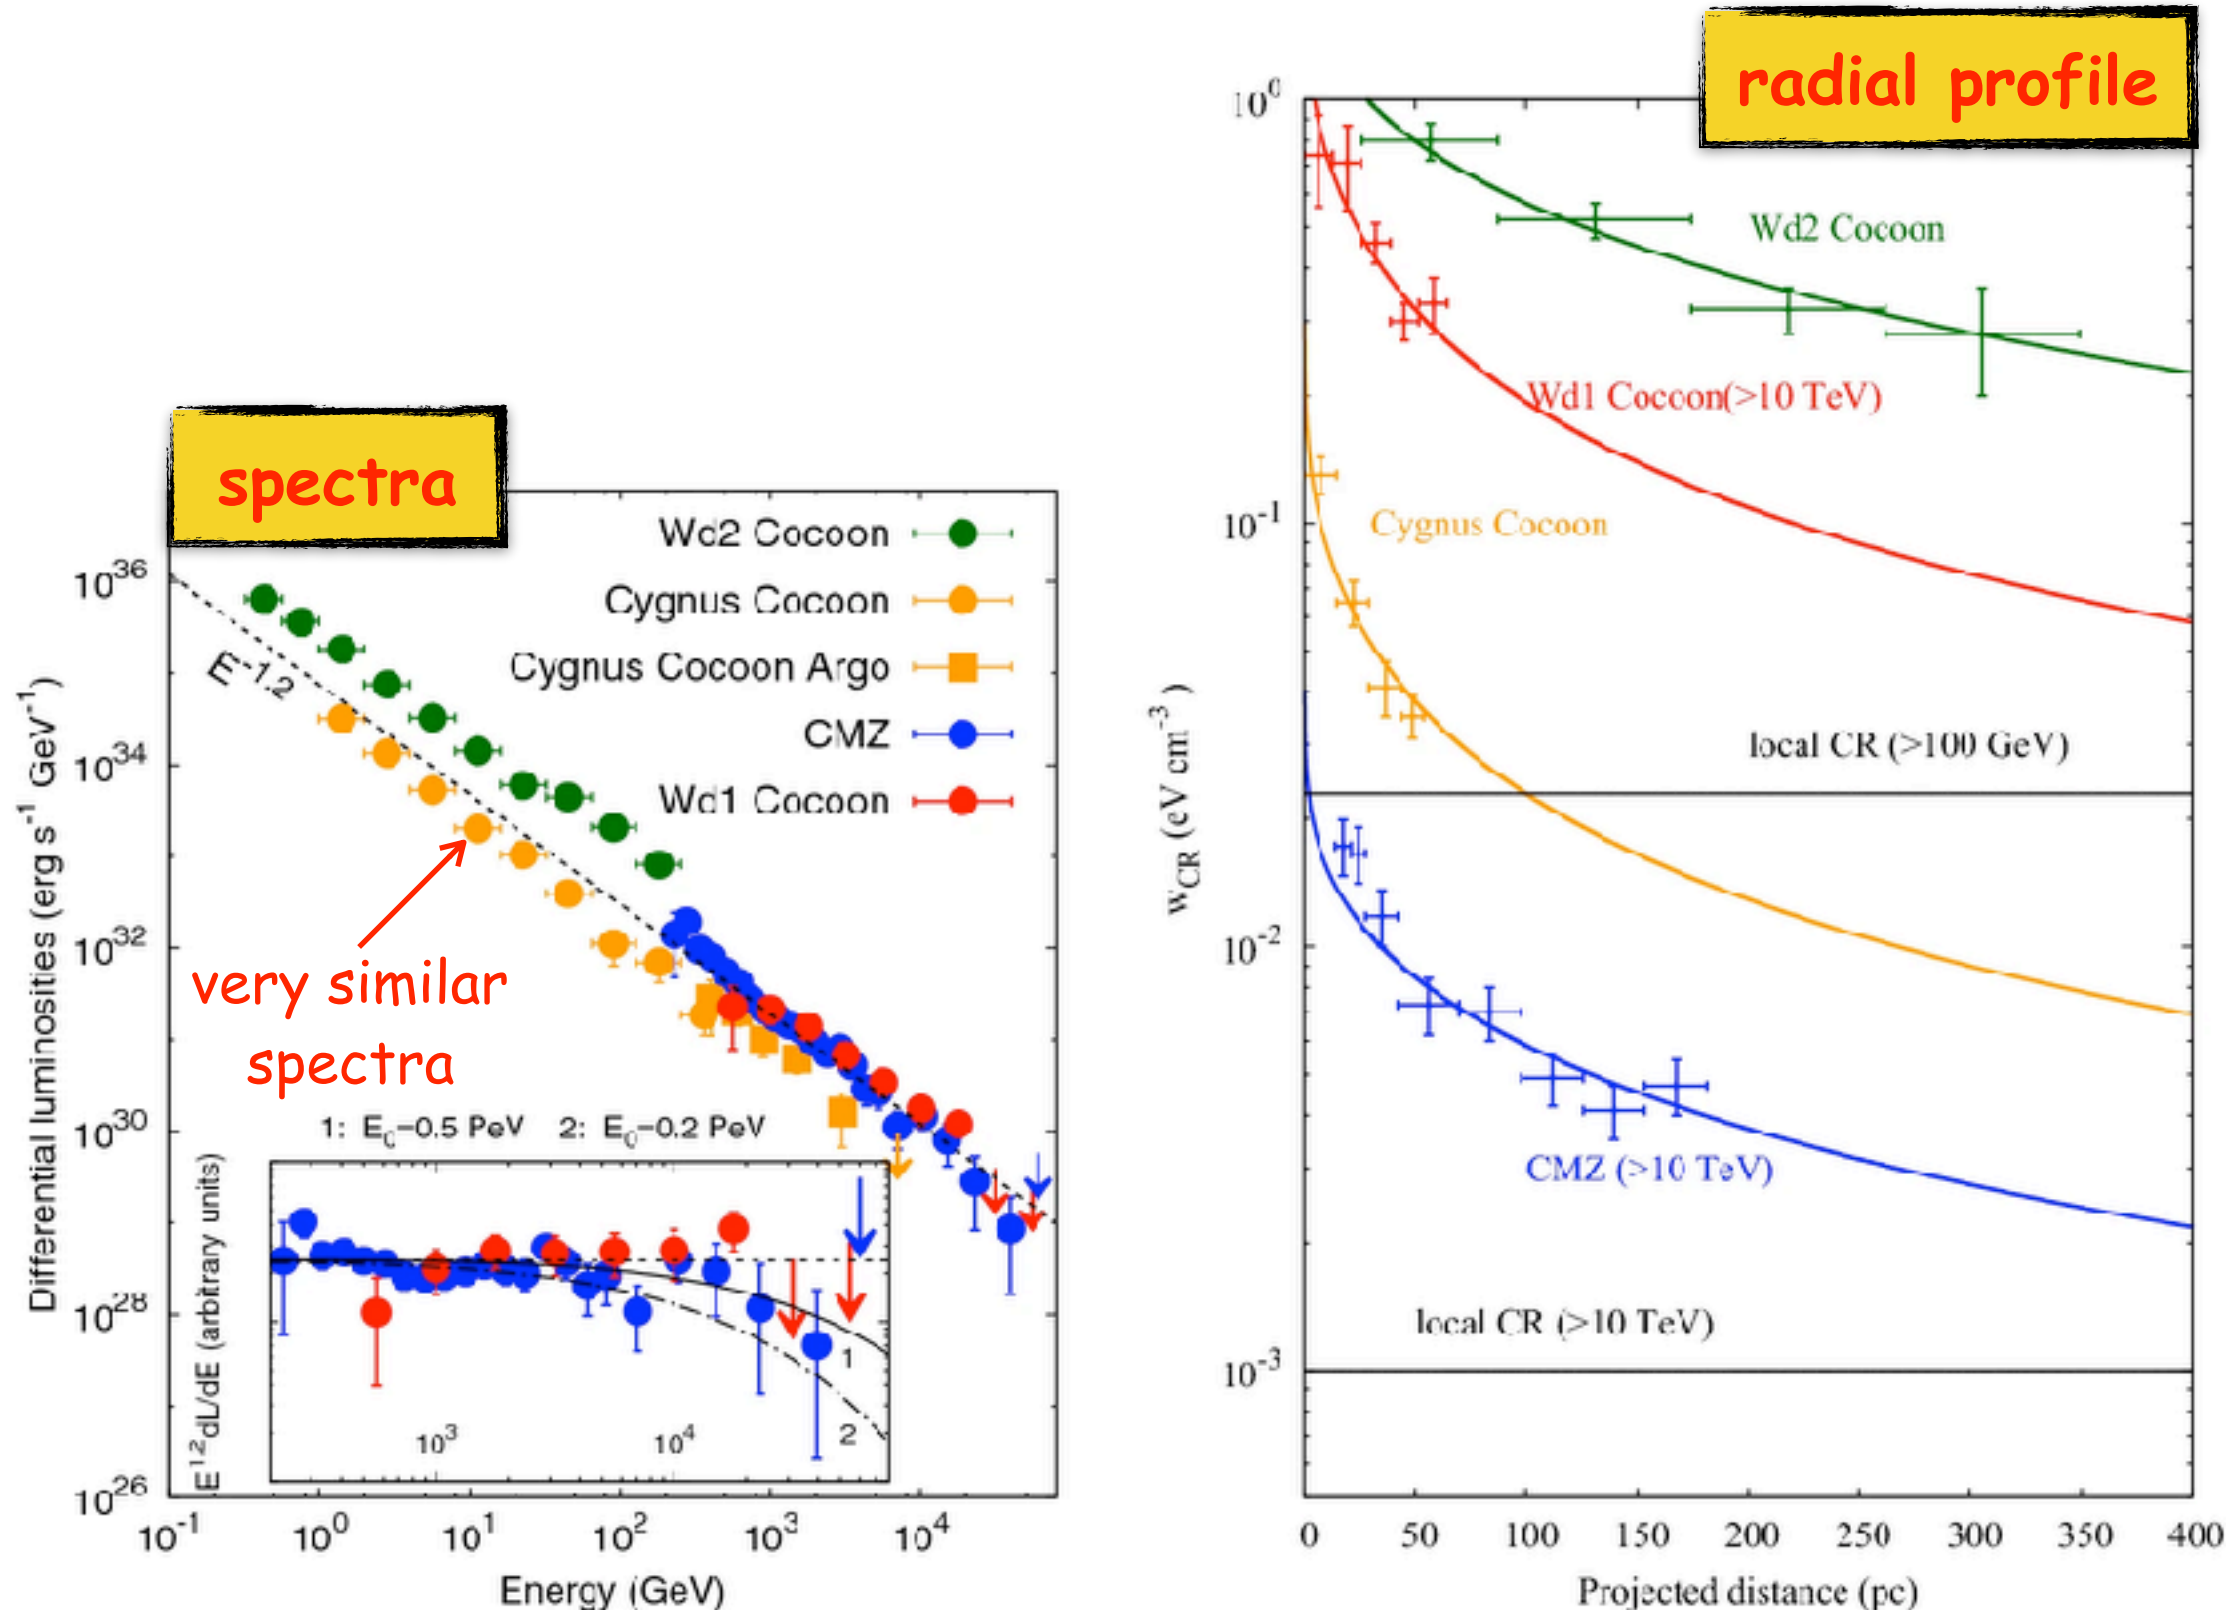 spectra
Wd2 Cocoon
Cygnus Cocoon
Cygnus Cocoon Argo
CMZ
Wd1 Cocoon
E^-1.2
very similar
spectra
1: E_0-0.5 PeV 2: E_0-0.2 PeV
10^36
10^34
10^32
10^30
10^28
10^26
Differential luminosities (erg s^-1 GeV^-1)
E^1.2 dL/dE (arbitrary units)
1
2
10^3 10^4
10^-1 10^0 10^1 10^2 10^3 10^4
Energy (GeV)
radial profile
10^0
10^-1
10^-2
10^-3
w_CR (eV cm^-3)
Wd2 Cocoon
Wd1 Cocoon(>10 TeV)
Cygnus Cocoon
local CR (>100 GeV)
CMZ (>10 TeV)
local CR (>10 TeV)
0 50 100 150 200 250 300 350 400
Projected distance (pc)